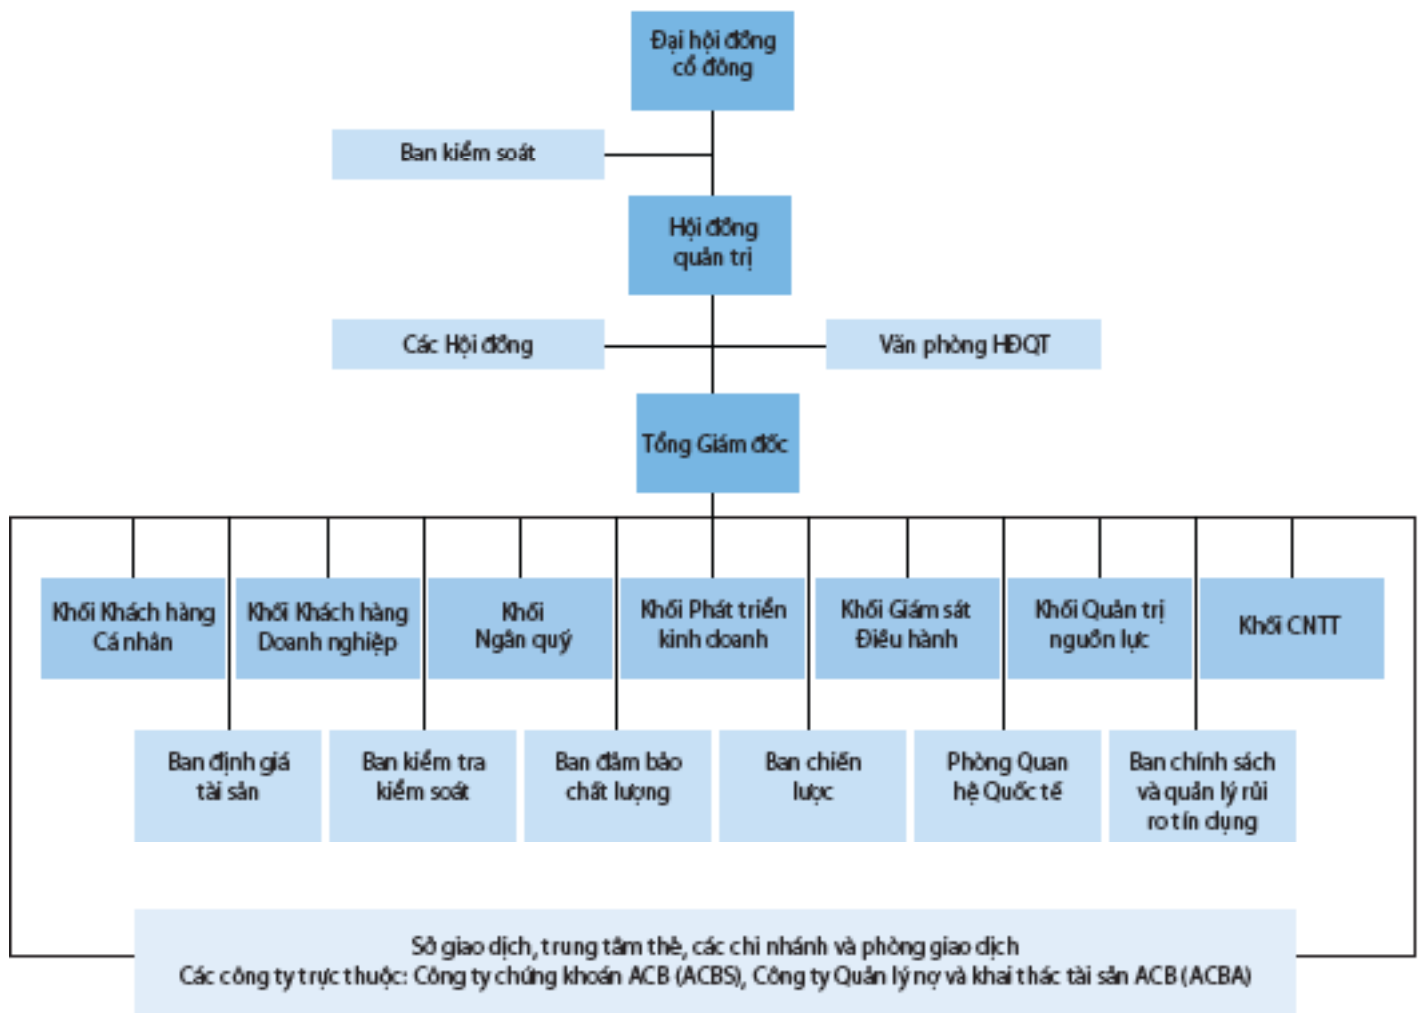 Đại hội đồng
cổ đông
Ban kiểm soát
Hội đồng
quản trị
Các Hội đồng
Văn phòng HĐQT
Tổng Giám đốc
Khối Khách hàng
Cá nhân
Khối Khách hàng
Doanh nghiệp
Khối
Ngân quỹ
Khối Phát triển
kinh doanh
Khối Giám sát
Điều hành
Khối Quản trị
nguồn lực
Khối CNTT
Ban định giá
tài sản
Ban kiểm tra
kiểm soát
Ban đảm bảo
chất lượng
Ban chiến
lược
Phòng Quan
hệ Quốc tế
Ban chính sách
và quản lý rủi
ro tín dụng
Sở giao dịch, trung tâm thẻ, các chi nhánh và phòng giao dịch
Các công ty trực thuộc: Công ty chứng khoán ACB (ACBS), Công ty Quản lý nợ và khai thác tài sản ACB (ACBA)